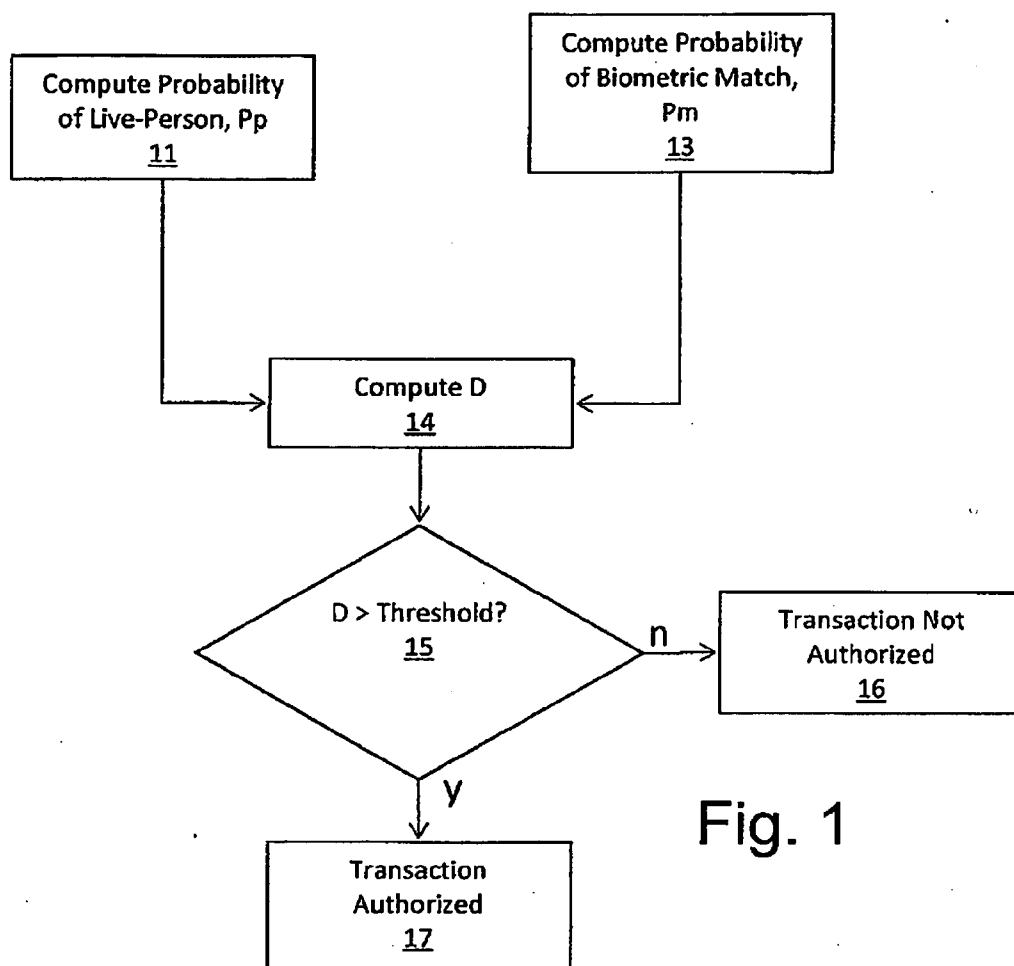 Compute Probability
of Live-Person, Pp
11
Compute Probability
of Biometric Match,
Pm
13
Compute D
14
D > Threshold?
15
n
Transaction Not
Authorized
16
y
Fig. 1
Transaction
Authorized
17